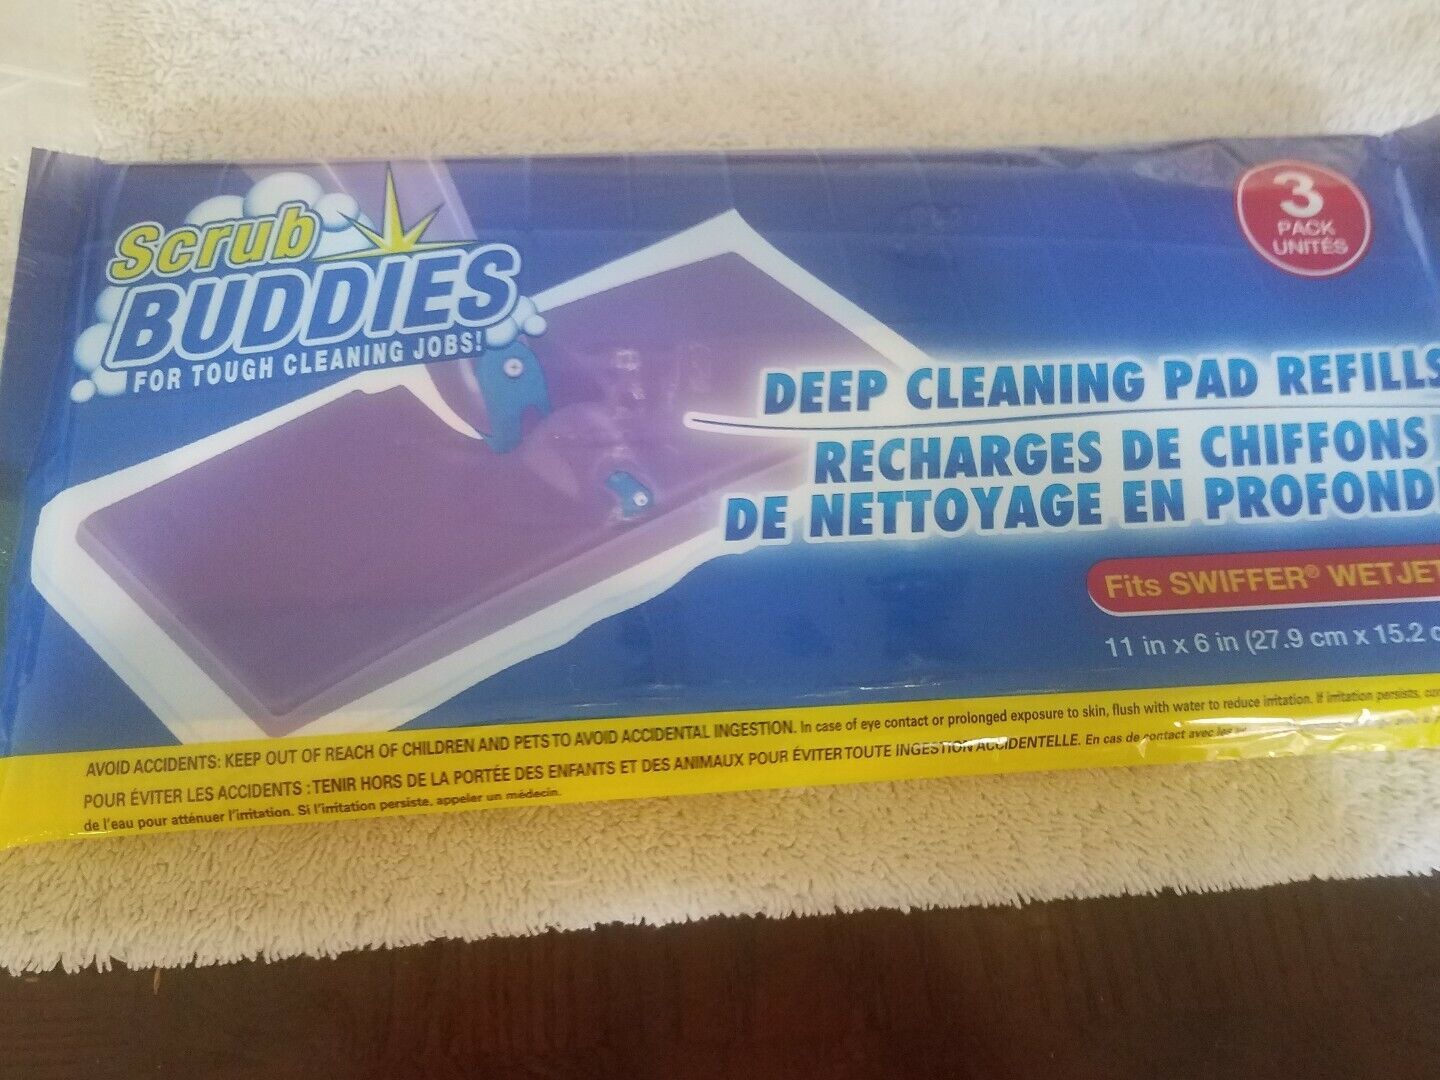 Scrub
BUDDIES
FOR TOUGH CLEANING JOBS!
3
PACK
UNITÉS
DEEP CLEANING PAD REFILLS
RECHARGES DE CHIFFONS
DE NETTOYAGE EN PROFOND
Fits SWIFFER® WETJET
11 in x 6 in (27.9 cm x 15.2 c
AVOID ACCIDENTS: KEEP OUT OF REACH OF CHILDREN AND PETS TO AVOID ACCIDENTAL INGESTION. In case of eye contact or prolonged exposure to skin, flush with water to reduce irritation. If irritation persists,
POUR ÉVITER LES ACCIDENTS : TENIR HORS DE LA PORTÉE DES ENFANTS ET DES ANIMAUX POUR ÉVITER TOUTE INGESTION ACCIDENTELLE. En cas de contact avec les
de l'eau pour atténuer l'irritation. Si l'irritation persiste, appeler un médecin.